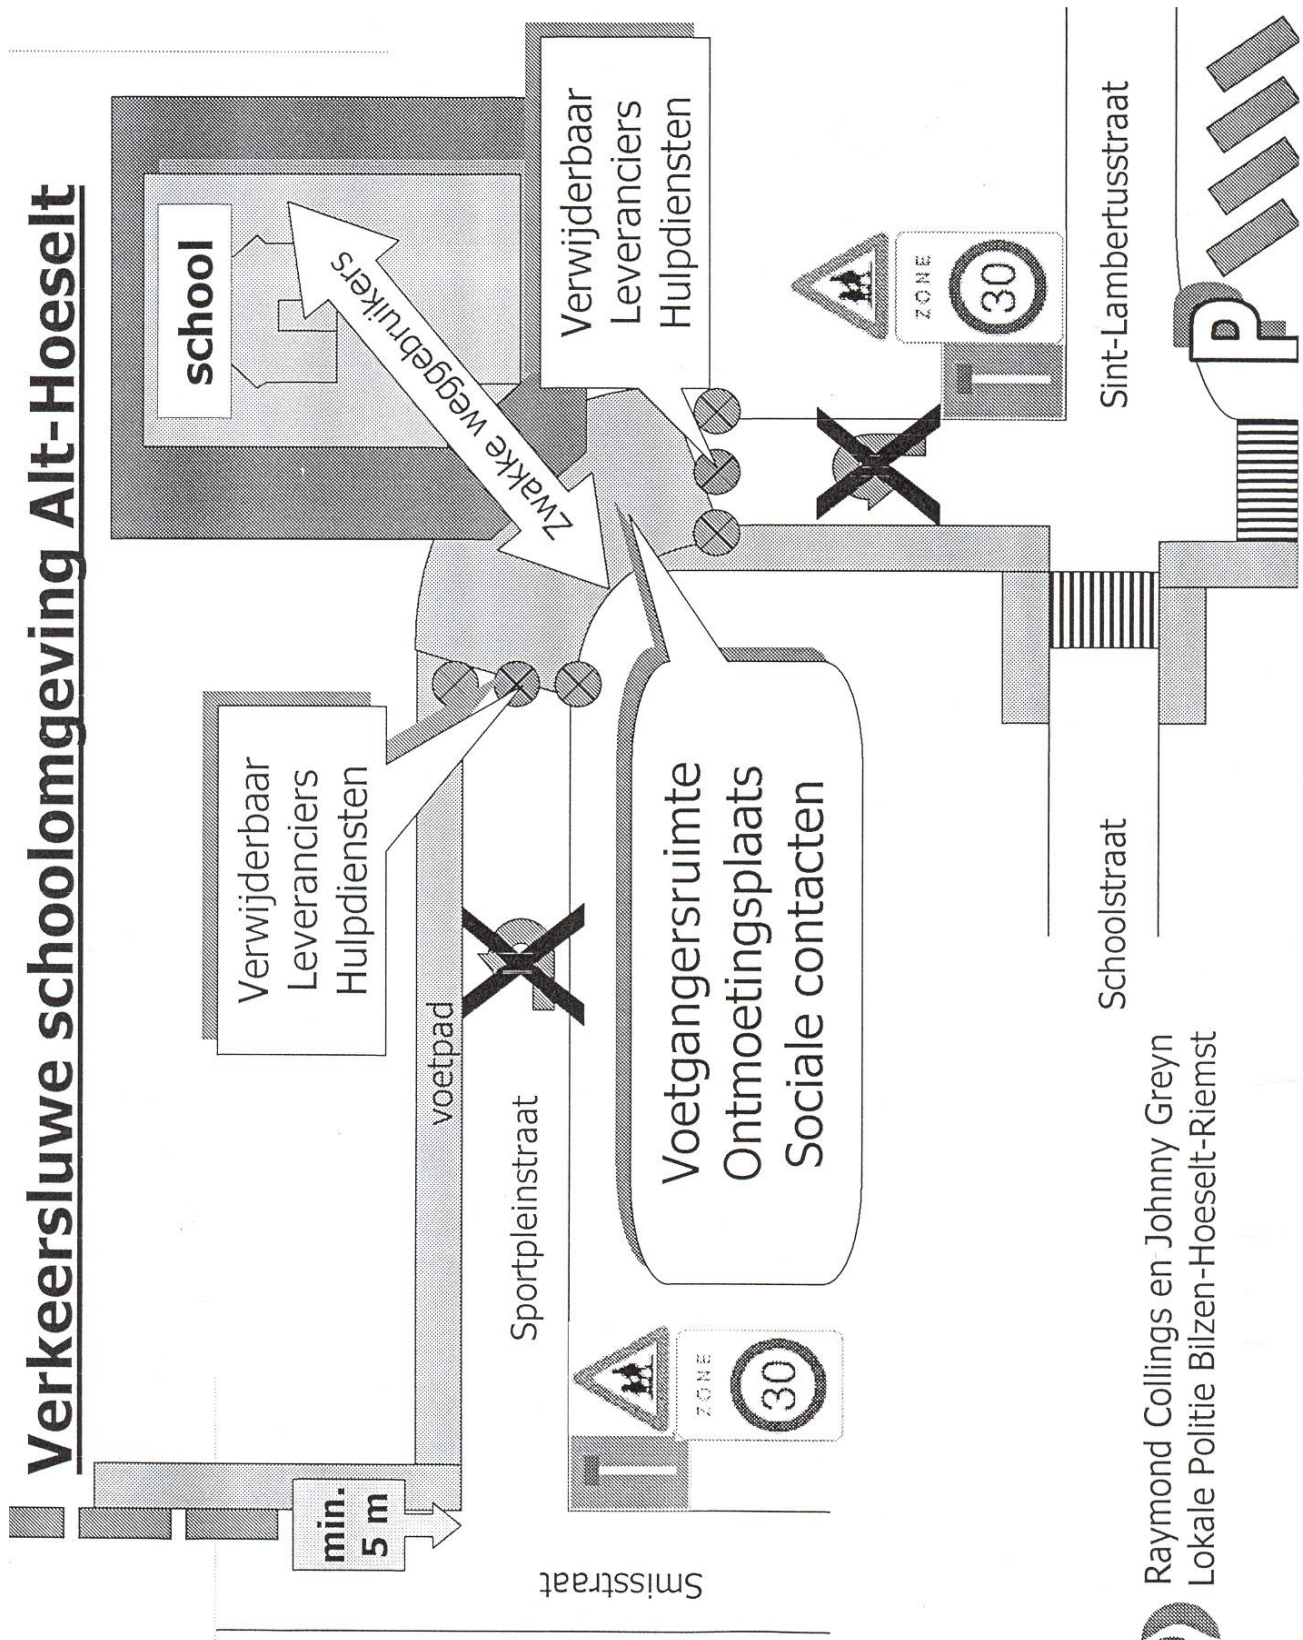 Verkeersluwe schoolomgeving Alt-Hoeselt
school
Zwakke weggebruikers
Verwijderbaar
Leveranciers
Hulpdiensten
Verwijderbaar
Leveranciers
Hulpdiensten
voetpad
min.
5 m
Sportpleinstraat
Smisstraat
ZONE
30
Voetgangersruimte
Ontmoetingsplaats
Sociale contacten
ZONE
30
Sint-Lambertusstraat
P
Schoolstraat
Raymond Collings en Johnny Greyn
Lokale Politie Bilzen-Hoeselt-Riemst